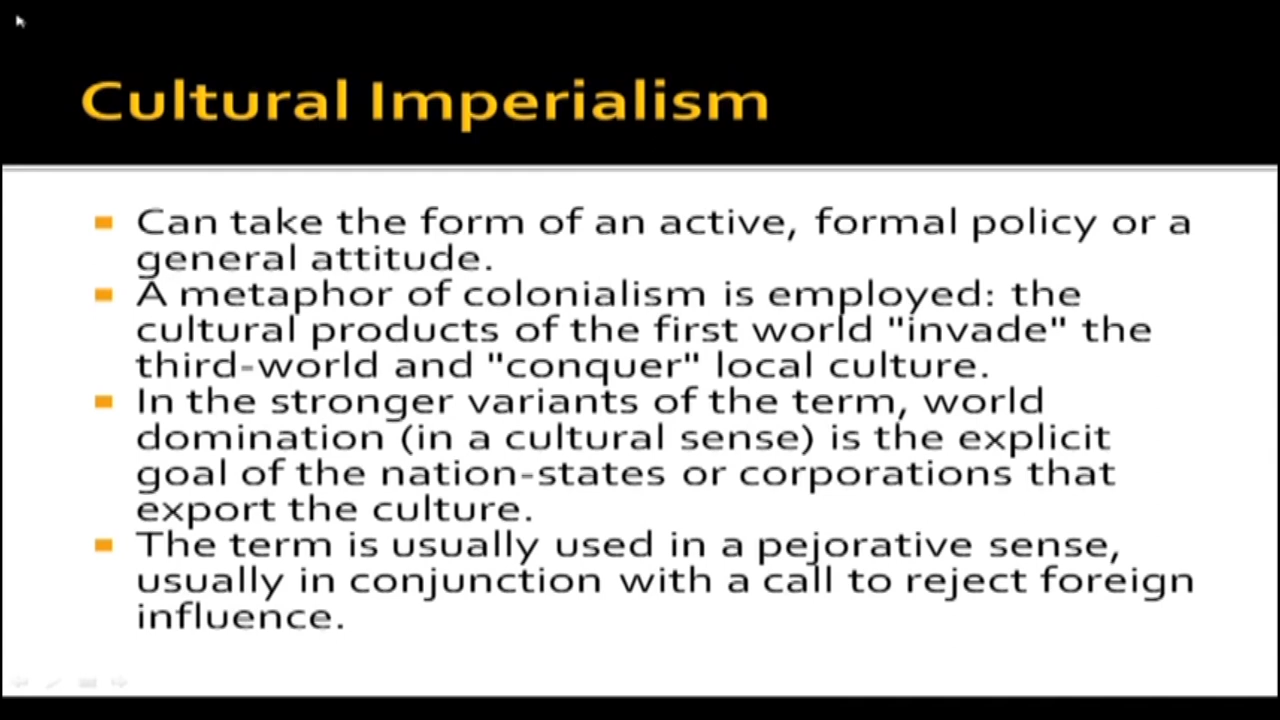 Cultural Imperialism
Can take the form of an active, formal policy or a
general attitude.
A metaphor of colonialism is employed: the
cultural products of the first world "invade" the
third-world and "conquer" local culture.
In the stronger variants of the term, world
domination (in a cultural sense) is the explicit
goal of the nation-states or corporations that
export the culture.
The term is usually used in a pejorative sense,
usually in conjunction with a call to reject foreign
influence.